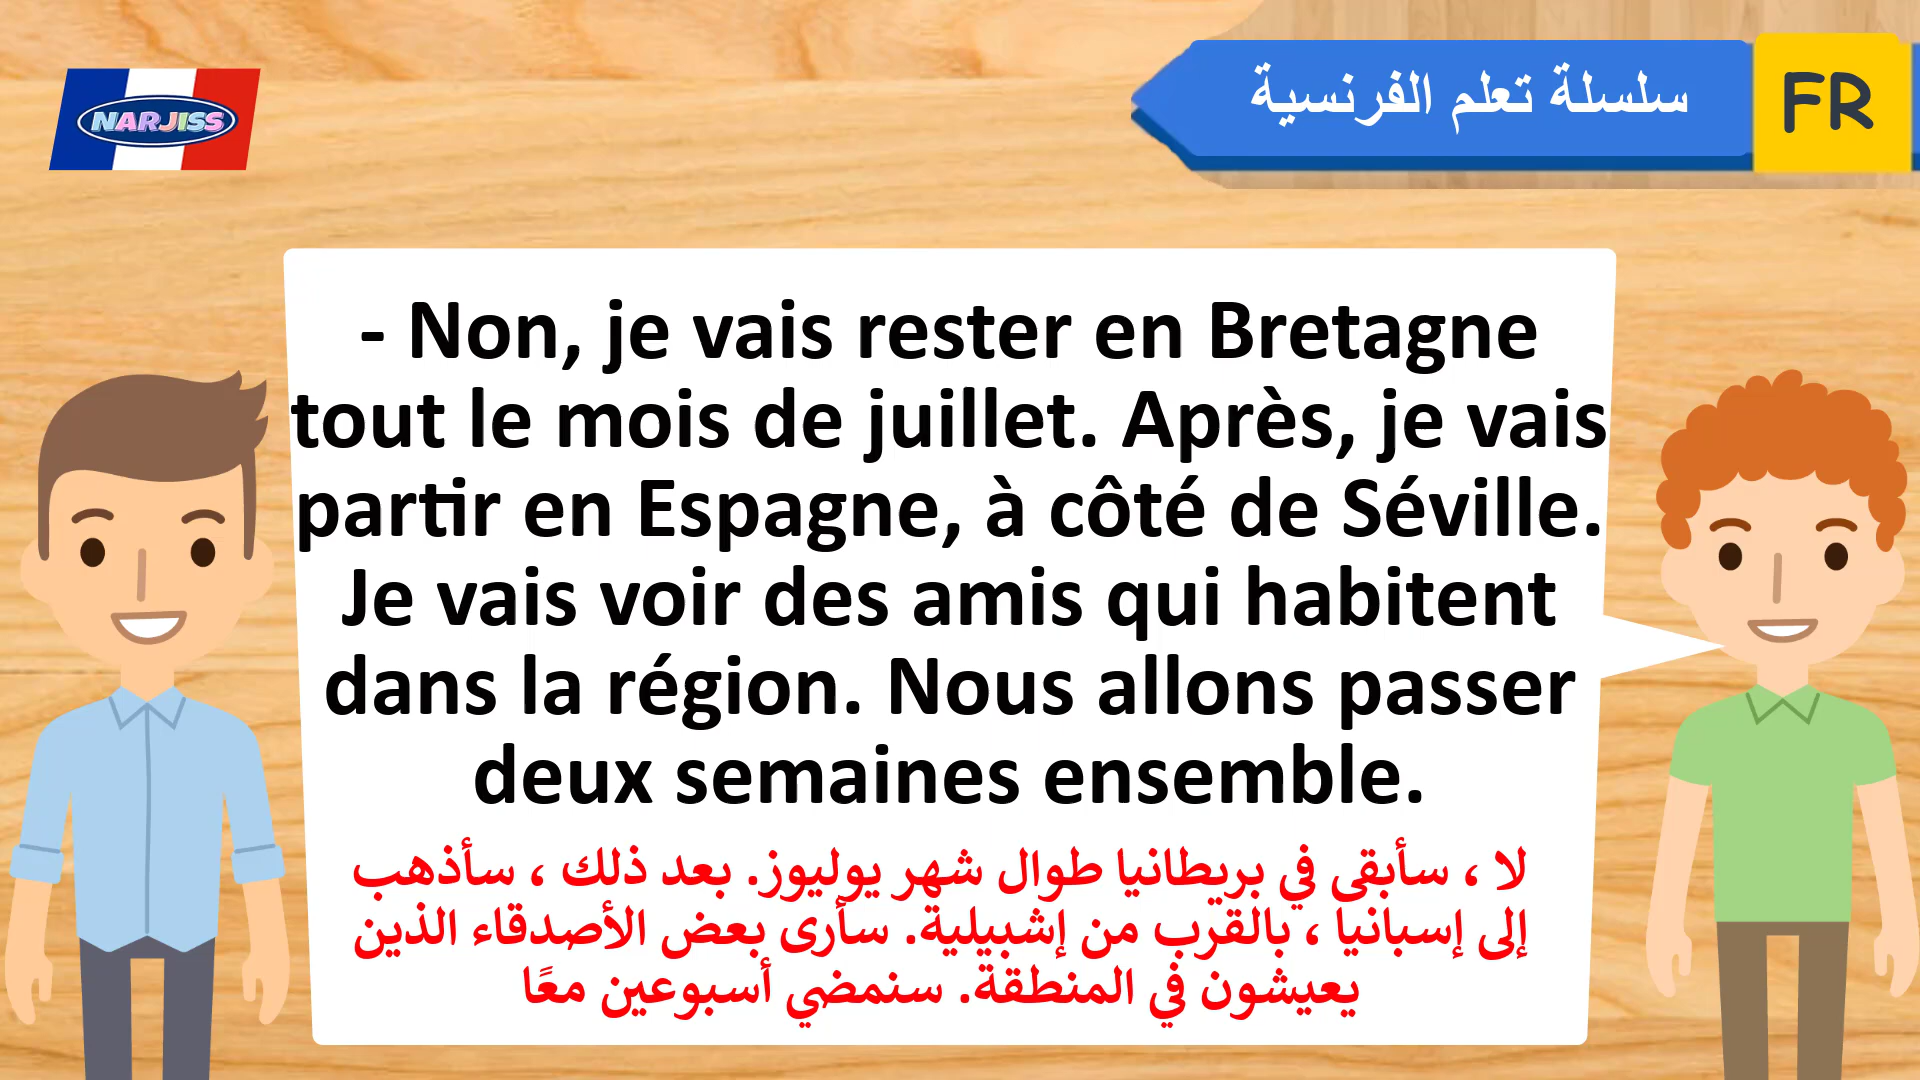 NARJISS
سلسلة تعلم الفرنسية
FR
- Non, je vais rester en Bretagne
tout le mois de juillet. Après, je vais
partir en Espagne, à côté de Séville.
Je vais voir des amis qui habitent
dans la région. Nous allons passer
deux semaines ensemble.
لا ، سأبقى في بريطانيا طوال شهر يوليوز. بعد ذلك ، سأذهب
إلى إسبانيا ، بالقرب من إشبيلية. سأرى بعض الأصدقاء الذين
يعيشون في المنطقة. سنمضي أسبوعين معًا